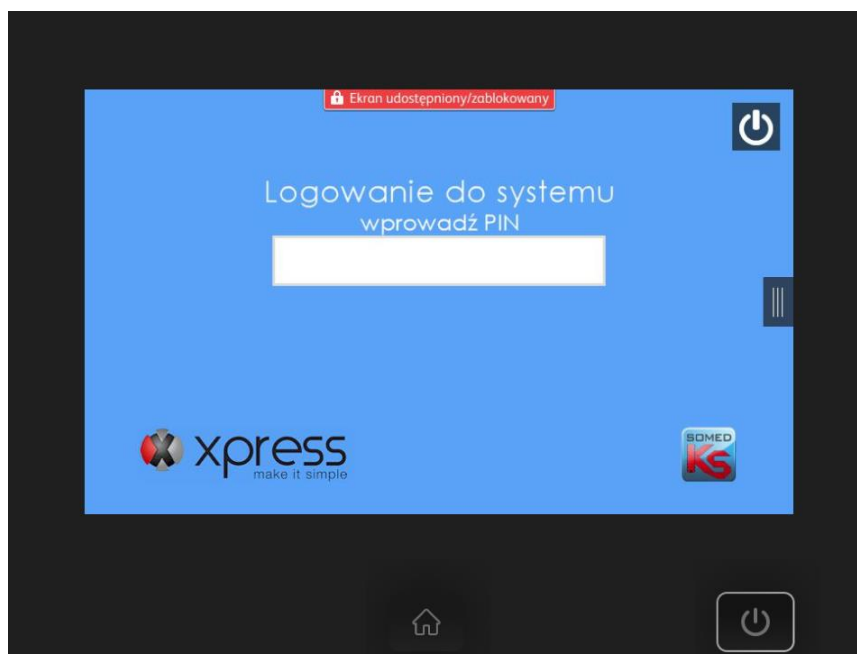 Ekran udostępniony/zablokowany
Logowanie do systemu
wprowadź PIN
xpress
make it simple
SOMED
KS